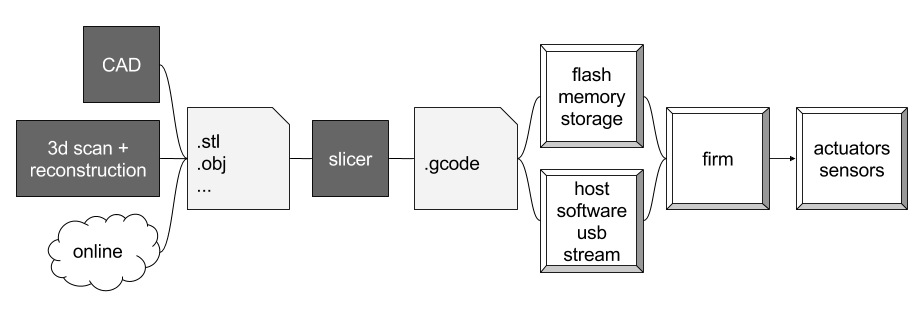 CAD
3d scan +
reconstruction
online
.stl
.obj
...
slicer
.gcode
flash
memory
storage
host
software
usb
stream
firm
actuators
sensors